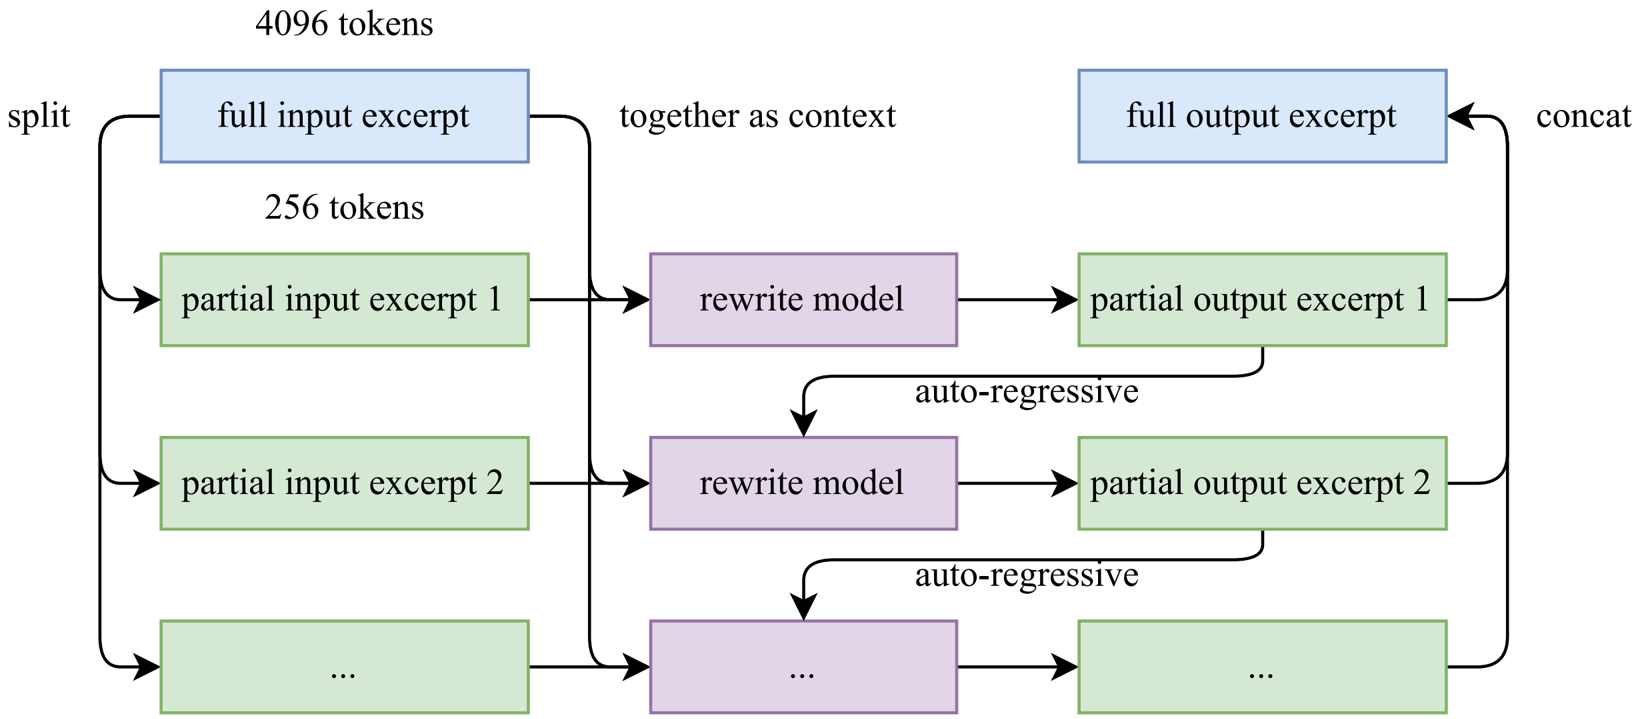 4096 tokens
split
full input excerpt
together as context
full output excerpt
concat
256 tokens
partial input excerpt 1
rewrite model
partial output excerpt 1
auto-regressive
partial input excerpt 2
rewrite model
partial output excerpt 2
auto-regressive
...
...
...